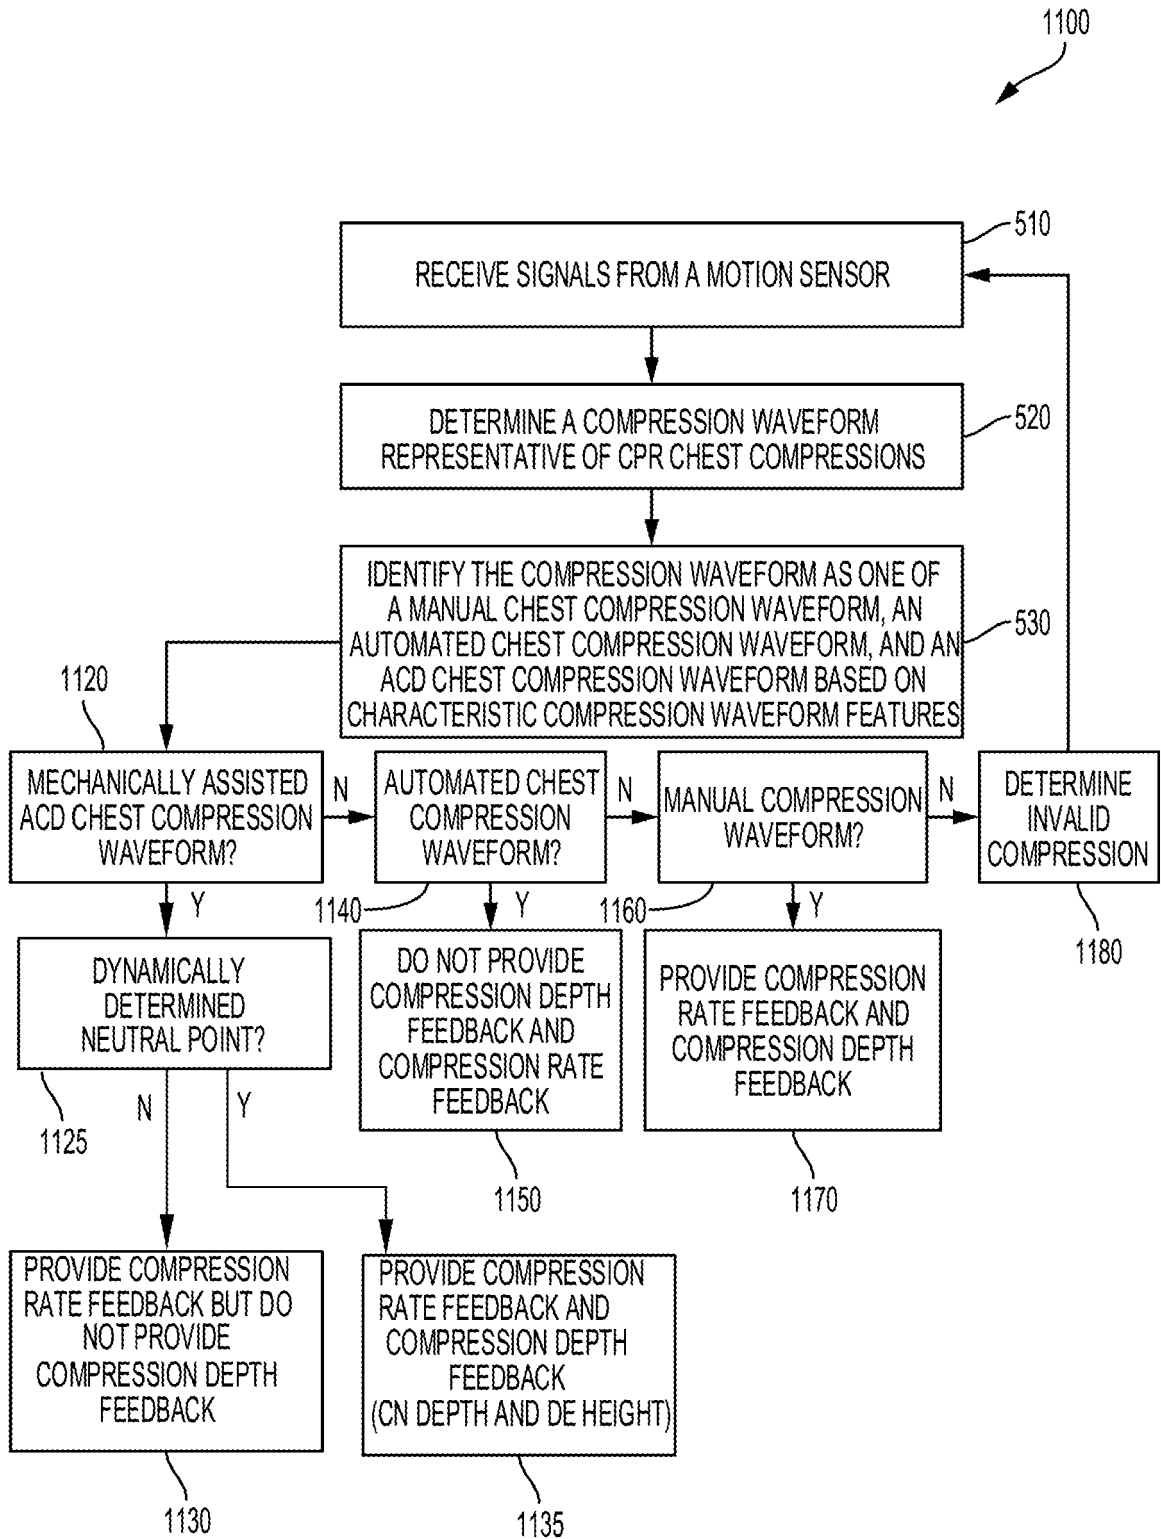 1100
510
RECEIVE SIGNALS FROM A MOTION SENSOR
DETERMINE A COMPRESSION WAVEFORM
REPRESENTATIVE OF CPR CHEST COMPRESSIONS
520
IDENTIFY THE COMPRESSION WAVEFORM AS ONE OF
A MANUAL CHEST COMPRESSION WAVEFORM, AN
AUTOMATED CHEST COMPRESSION WAVEFORM, AND AN
ACD CHEST COMPRESSION WAVEFORM BASED ON
CHARACTERISTIC COMPRESSION WAVEFORM FEATURES
530
1120
MECHANICALLY ASSISTED
ACD CHEST COMPRESSION
WAVEFORM?
N
AUTOMATED CHEST
COMPRESSION
WAVEFORM?
N
MANUAL COMPRESSION
WAVEFORM?
N
DETERMINE
INVALID
COMPRESSION
Y
1140
Y
1160
Y
1180
DYNAMICALLY
DETERMINED
NEUTRAL POINT?
1125
DO NOT PROVIDE
COMPRESSION DEPTH
FEEDBACK AND
COMPRESSION RATE
FEEDBACK
1150
PROVIDE COMPRESSION
RATE FEEDBACK AND
COMPRESSION DEPTH
FEEDBACK
1170
N
Y
PROVIDE COMPRESSION
RATE FEEDBACK BUT DO
NOT PROVIDE
COMPRESSION DEPTH
FEEDBACK
1130
PROVIDE COMPRESSION
RATE FEEDBACK AND
COMPRESSION DEPTH
FEEDBACK
(CN DEPTH AND DE HEIGHT)
1135